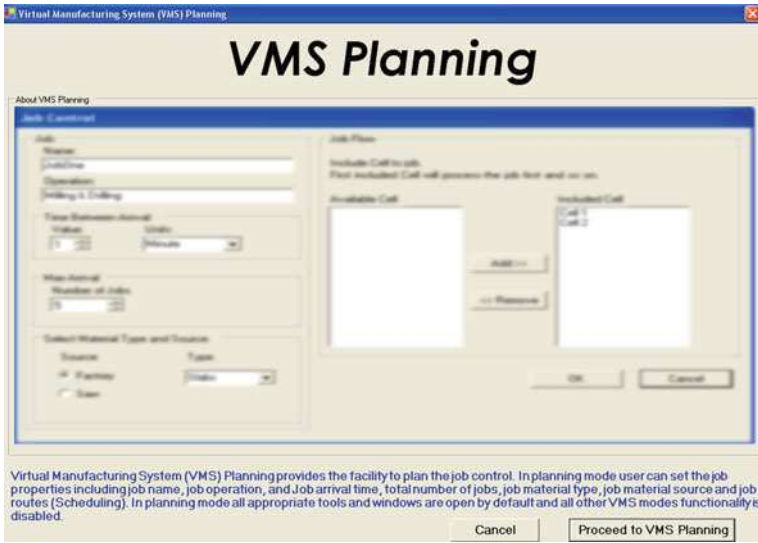 Virtual Manufacturing System (VMS) Planning
VMS Planning
About VMS Planning
Job Control
Job
Job Flow
Name:
Include Cell to job.
JobOne
First included Cell will process the job first and so on.
Operation:
Milling & Drilling
Available Cell
Included Cell
Time Between Arrival
Cell 1
Value:
Units:
Cell 2
1
Minute
Add >>
Max Arrival
Number of Jobs:
<< Remove
5
Select Material Type and Source
Source:
Type:
Factory
OK
Cancel
Virtual Manufacturing System (VMS) Planning provides the facility to plan the job control. In planning mode user can set the job
properties including job name, job operation, and Job arrival time, total number of jobs, job material type, job material source and job
routes (Scheduling). In planning mode all appropriate tools and windows are open by default and all other VMS modes functionality is
disabled.
Cancel
Proceed to VMS Planning